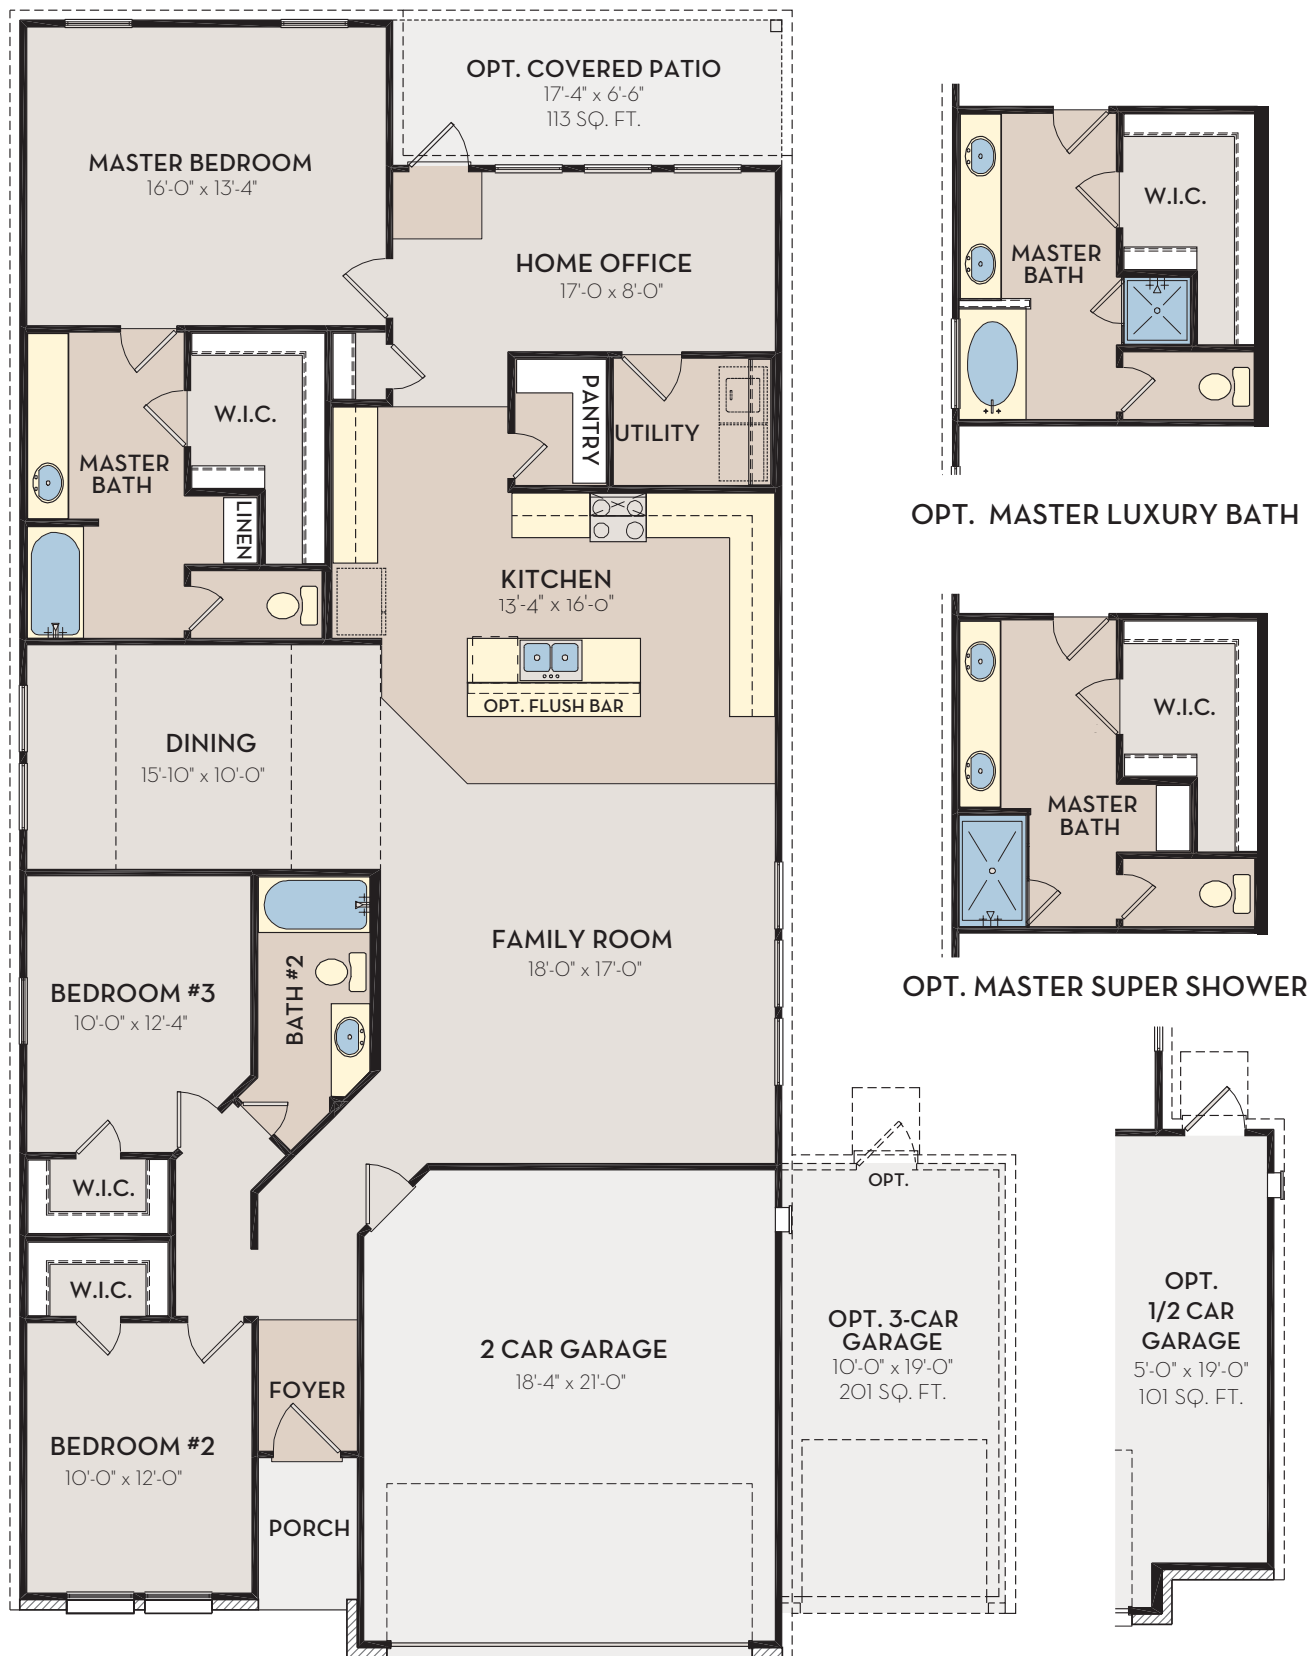 OPT. COVERED PATIO
17'-4" x 6'-6"
113 SQ. FT.
MASTER BEDROOM
16'-0" x 13'-4"
HOME OFFICE
17'-0 x 8'-0"
W.I.C.
MASTER
BATH
LINEN
PANTRY
UTILITY
KITCHEN
13'-4" x 16'-0"
OPT. FLUSH BAR
DINING
15'-10" x 10'-0"
FAMILY ROOM
18'-0" x 17'-0"
BEDROOM #3
10'-0" x 12'-4"
BATH #2
W.I.C.
W.I.C.
FOYER
BEDROOM #2
10'-0" x 12'-0"
PORCH
2 CAR GARAGE
18'-4" x 21'-0"
OPT.
OPT. 3-CAR
GARAGE
10'-0" x 19'-0"
201 SQ. FT.
W.I.C.
MASTER
BATH
OPT. MASTER LUXURY BATH
W.I.C.
MASTER
BATH
OPT. MASTER SUPER SHOWER
OPT.
1/2 CAR
GARAGE
5'-0" x 19'-0"
101 SQ. FT.